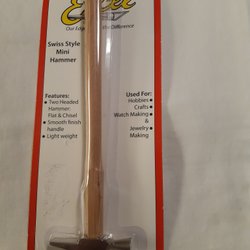 Excel
Our Edge the Difference
Swiss Style
Mini
Hammer
Features:
• Two Headed
Hammer:
Flat & Chisel
• Smooth finish
handle
• Light weight
Used For:
Hobbies •
Crafts •
Watch Making •
&
Jewelry •
Making